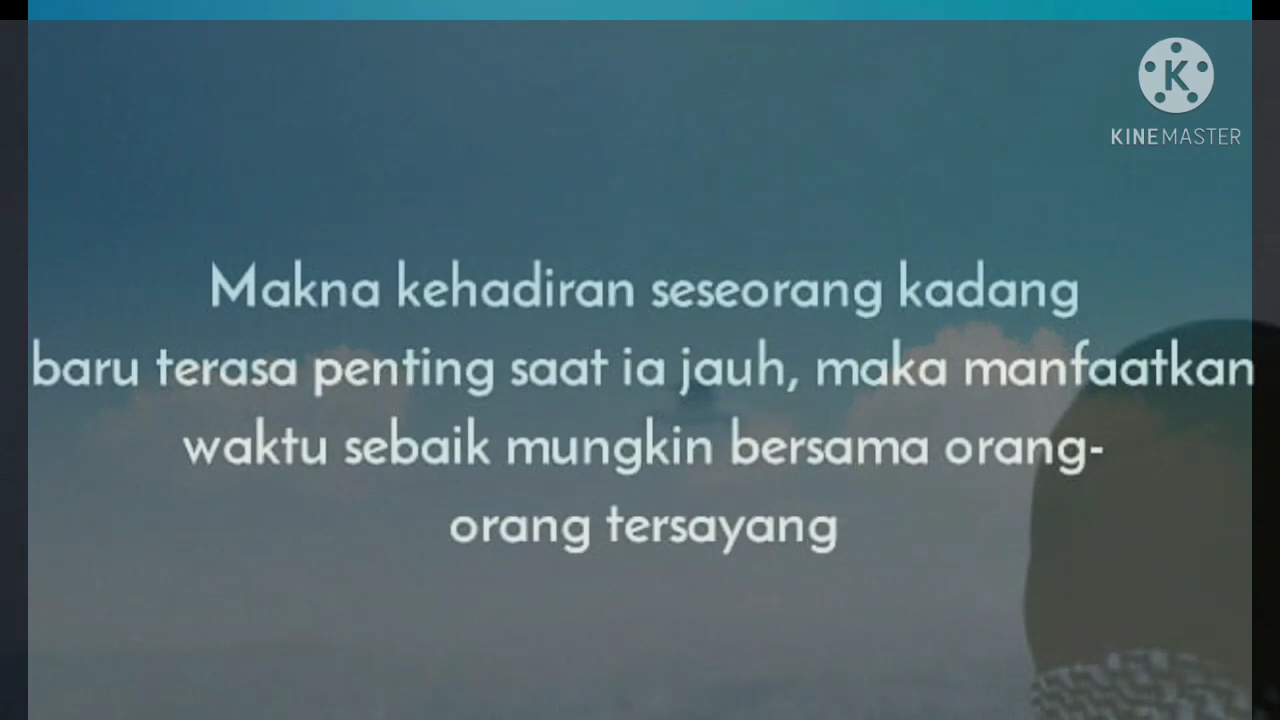 K
KINEMASTER
Makna kehadiran seseorang kadang
baru terasa penting saat ia jauh, maka manfaatkan
waktu sebaik mungkin bersama orang-
orang tersayang